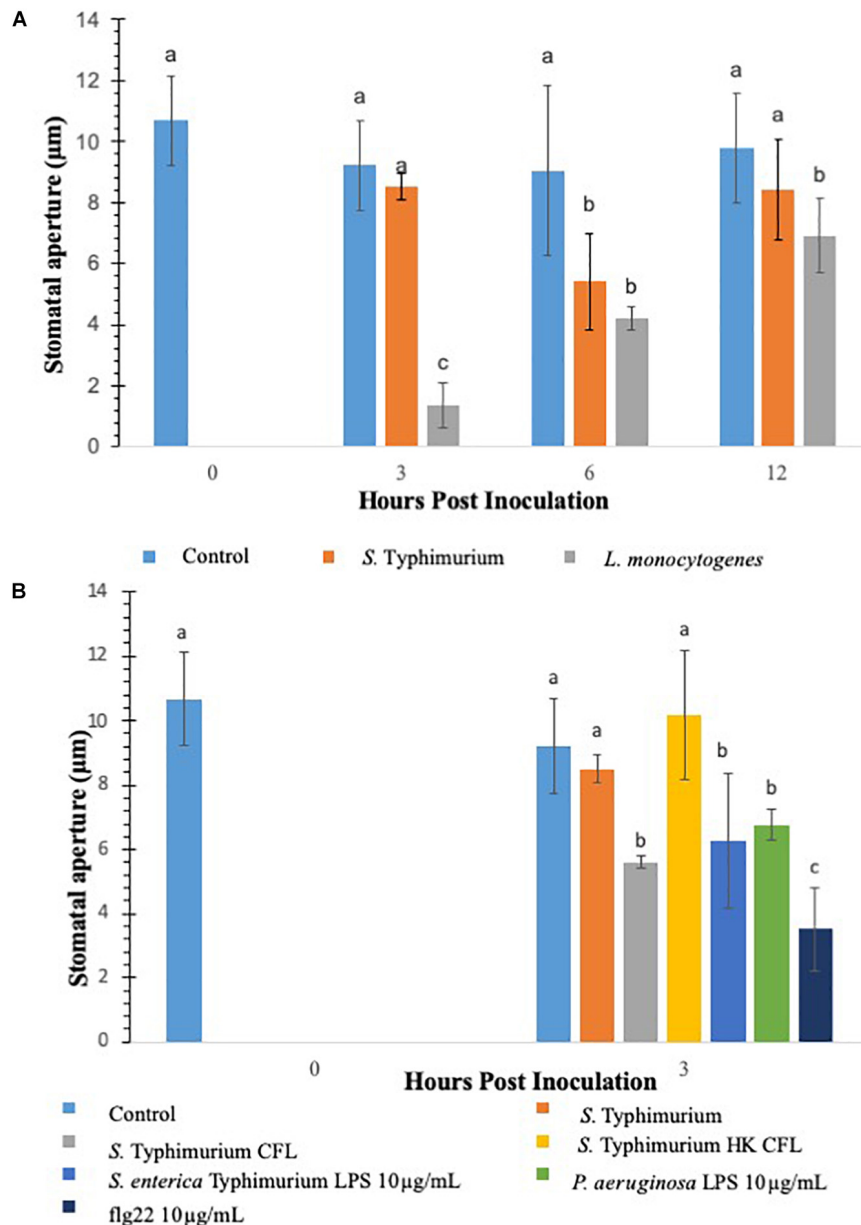 A
14
12
10
8
6
4
2
0
Stomatal aperture (µm)
a
a
a
c
a
b
b
a
a
b
0 3 6 12
Hours Post Inoculation
Control S. Typhimurium L. monocytogenes
B
14
12
10
8
6
4
2
0
Stomatal aperture (µm)
a
a
a
b
a
b
b
c
0 3
Hours Post Inoculation
Control S. Typhimurium
S. Typhimurium CFL S. Typhimurium HK CFL
S. enterica Typhimurium LPS 10µg/mL P. aeruginosa LPS 10µg/mL
flg22 10µg/mL